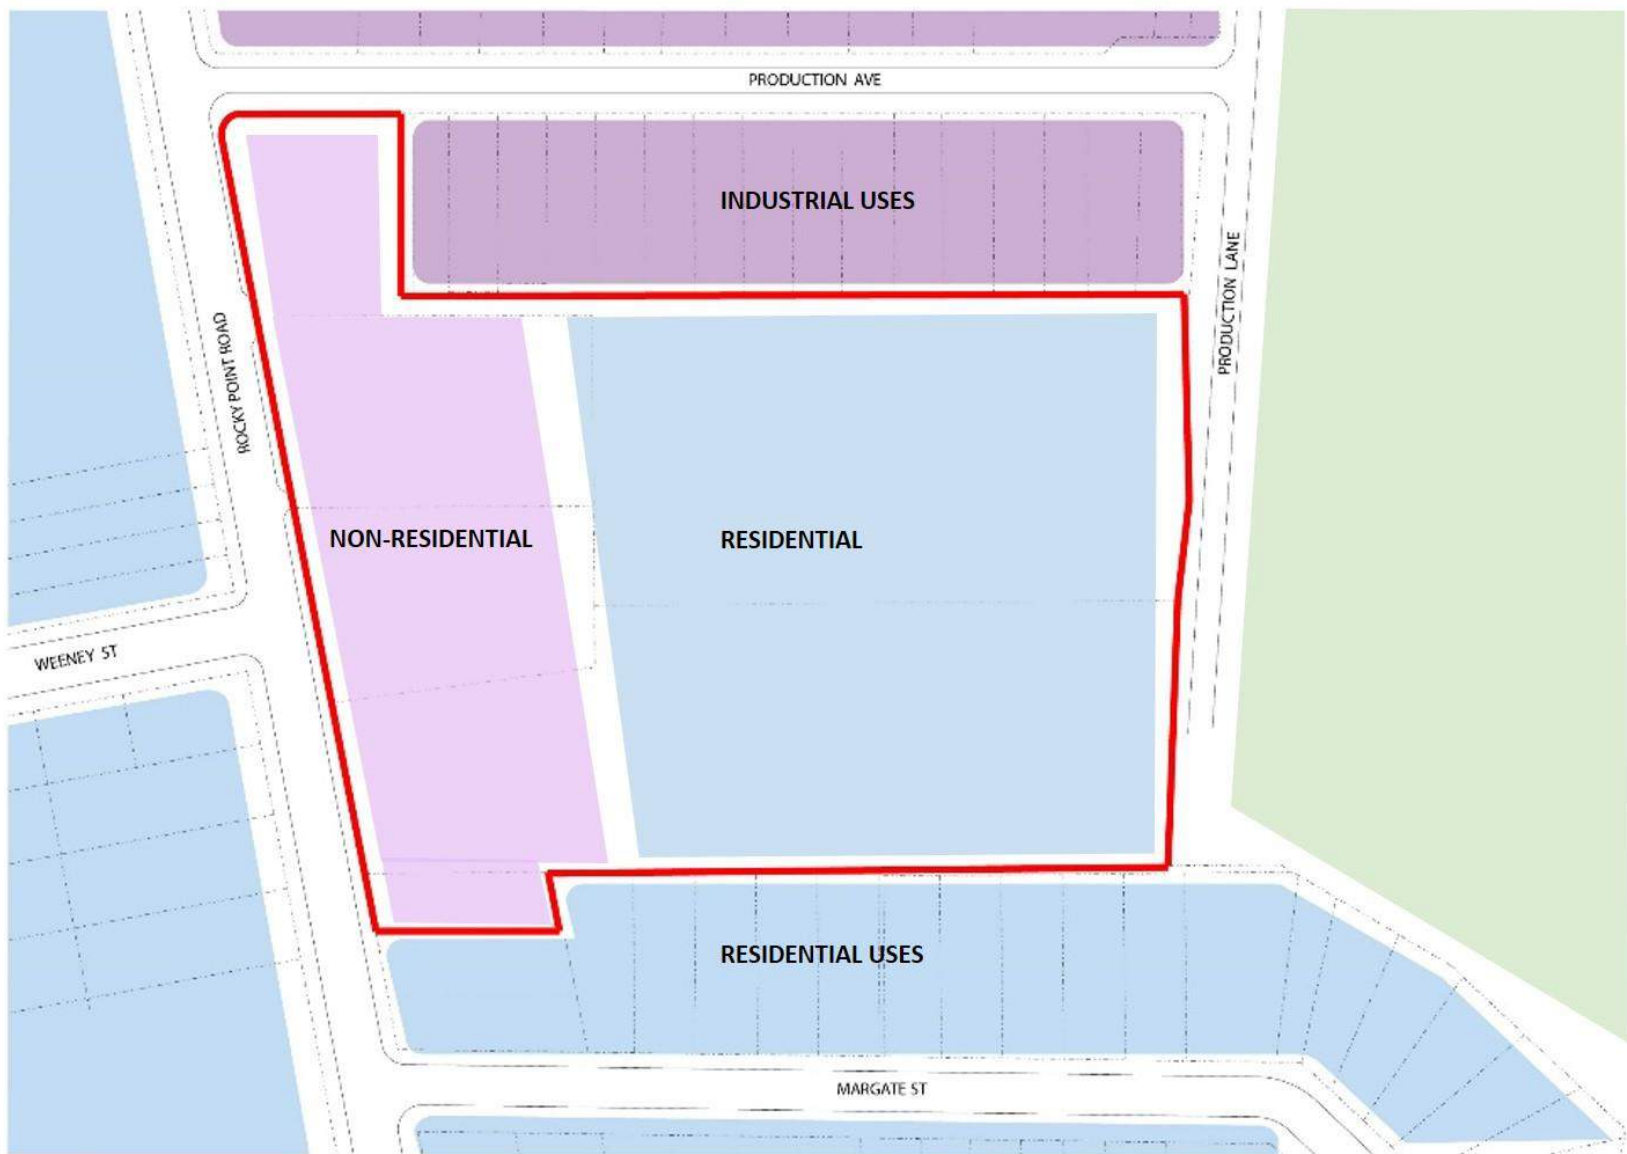 PRODUCTION AVE
INDUSTRIAL USES
PRODUCTION LANE
ROCKY POINT ROAD
NON-RESIDENTIAL
RESIDENTIAL
WEENEY ST
RESIDENTIAL USES
MARGATE ST